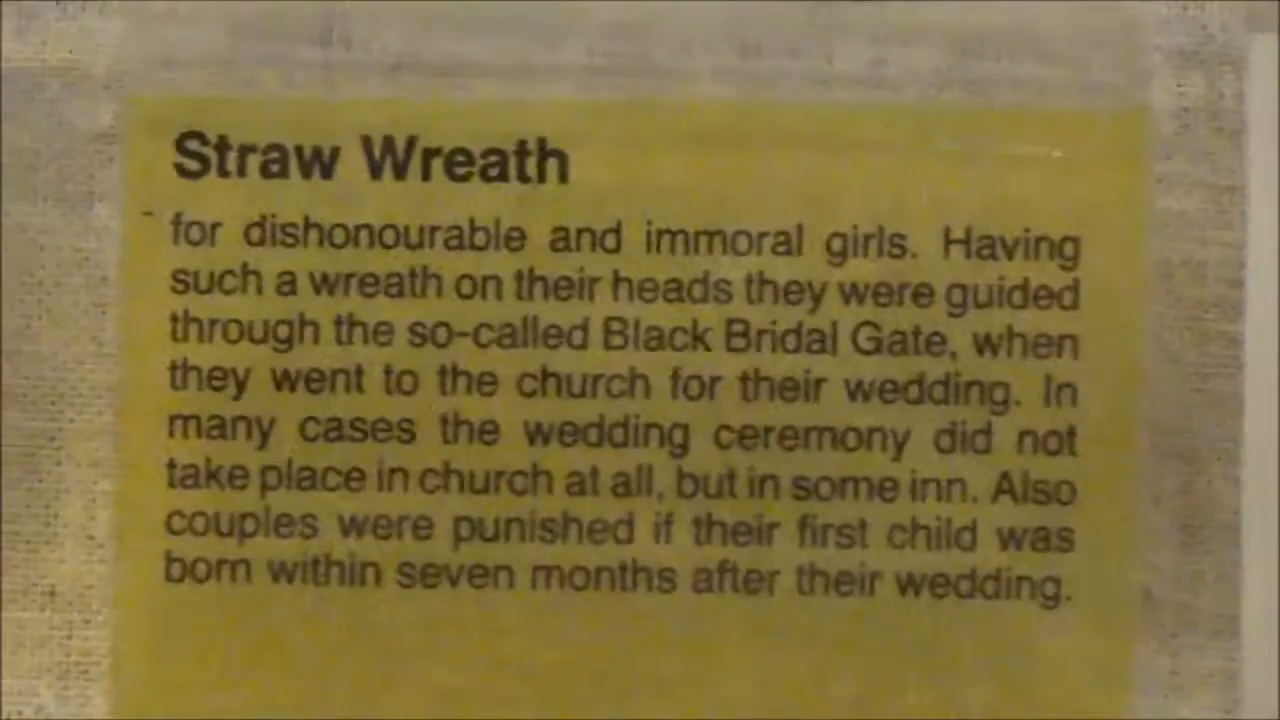 Straw Wreath
for dishonourable and immoral girls. Having
such a wreath on their heads they were guided
through the so-called Black Bridal Gate, when
they went to the church for their wedding. In
many cases the wedding ceremony did not
take place in church at all, but in some inn. Also
couples were punished if their first child was
born within seven months after their wedding.